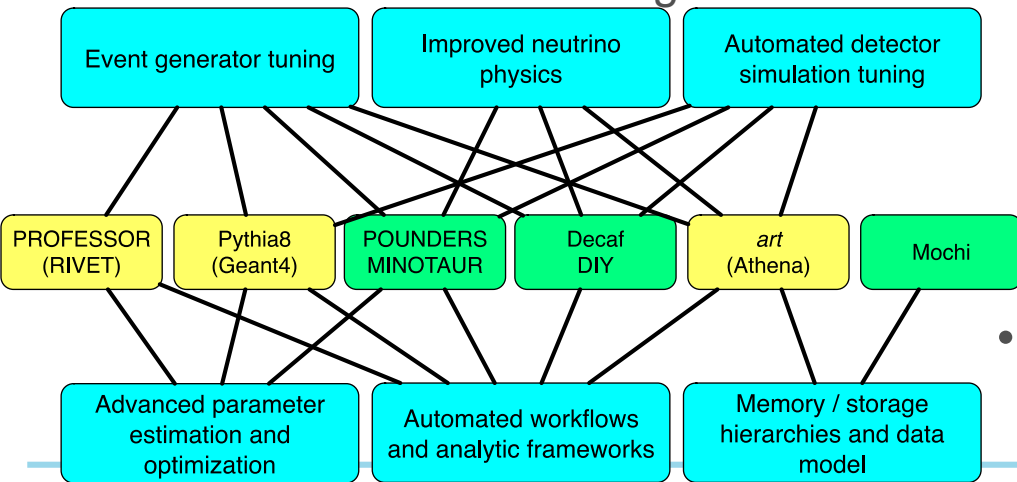 Event generator tuning
Improved neutrino
physics
Automated detector
simulation tuning
PROFESSOR
(RIVET)
Pythia8
(Geant4)
POUNDERS
MINOTAUR
Decaf
DIY
art
(Athena)
Mochi
Advanced parameter
estimation and
optimization
Automated workflows
and analytic frameworks
Memory / storage
hierarchies and data
model